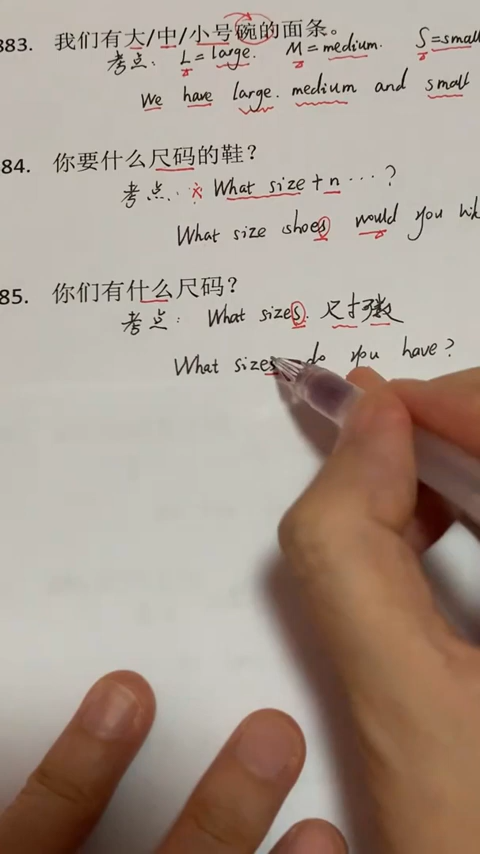 883. 我们有大/中/小号碗的面条。
考点: L = large. M = medium. S = small
We have large. medium and small
84. 你要什么尺码的鞋？
考点: × What size + n ...?
What size shoes would you
85. 你们有什么尺码？
考点: What sizes.
What sizes do you have?